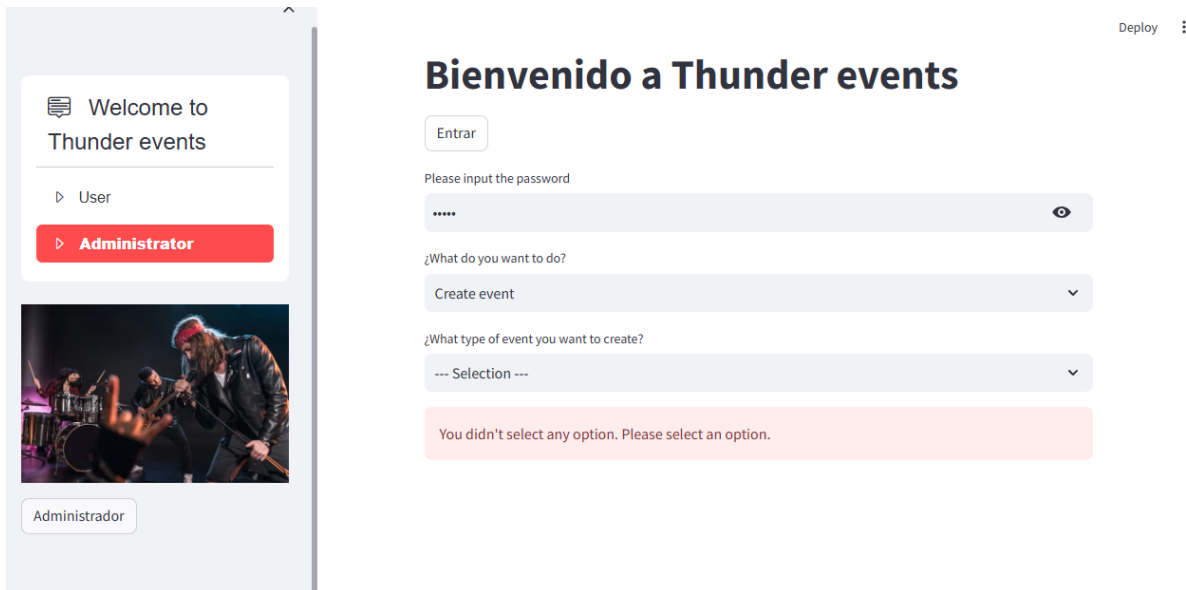 Welcome to
Thunder events
User
Administrator
Administrador
Deploy
Bienvenido a Thunder events
Entrar
Please input the password
•••••
¿What do you want to do?
Create event
¿What type of event you want to create?
--- Selection ---
You didn't select any option. Please select an option.